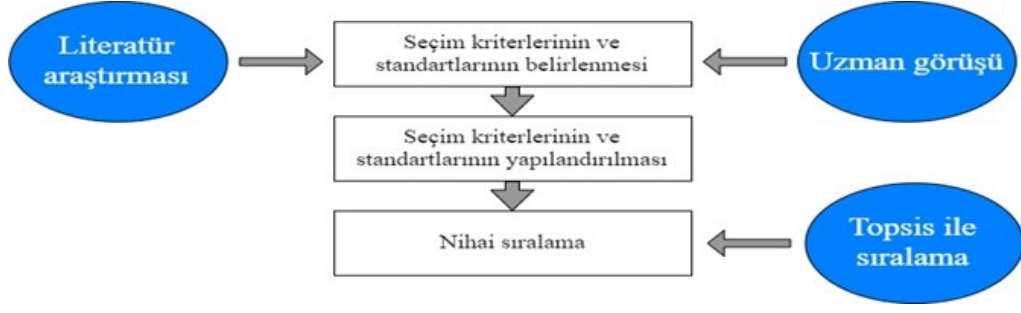 Literatür
araştırması
Seçim kriterlerinin ve
standartlarının belirlenmesi
Uzman görüşü
Seçim kriterlerinin ve
standartlarının yapılandırılması
Nihai sıralama
Topsis ile
sıralama